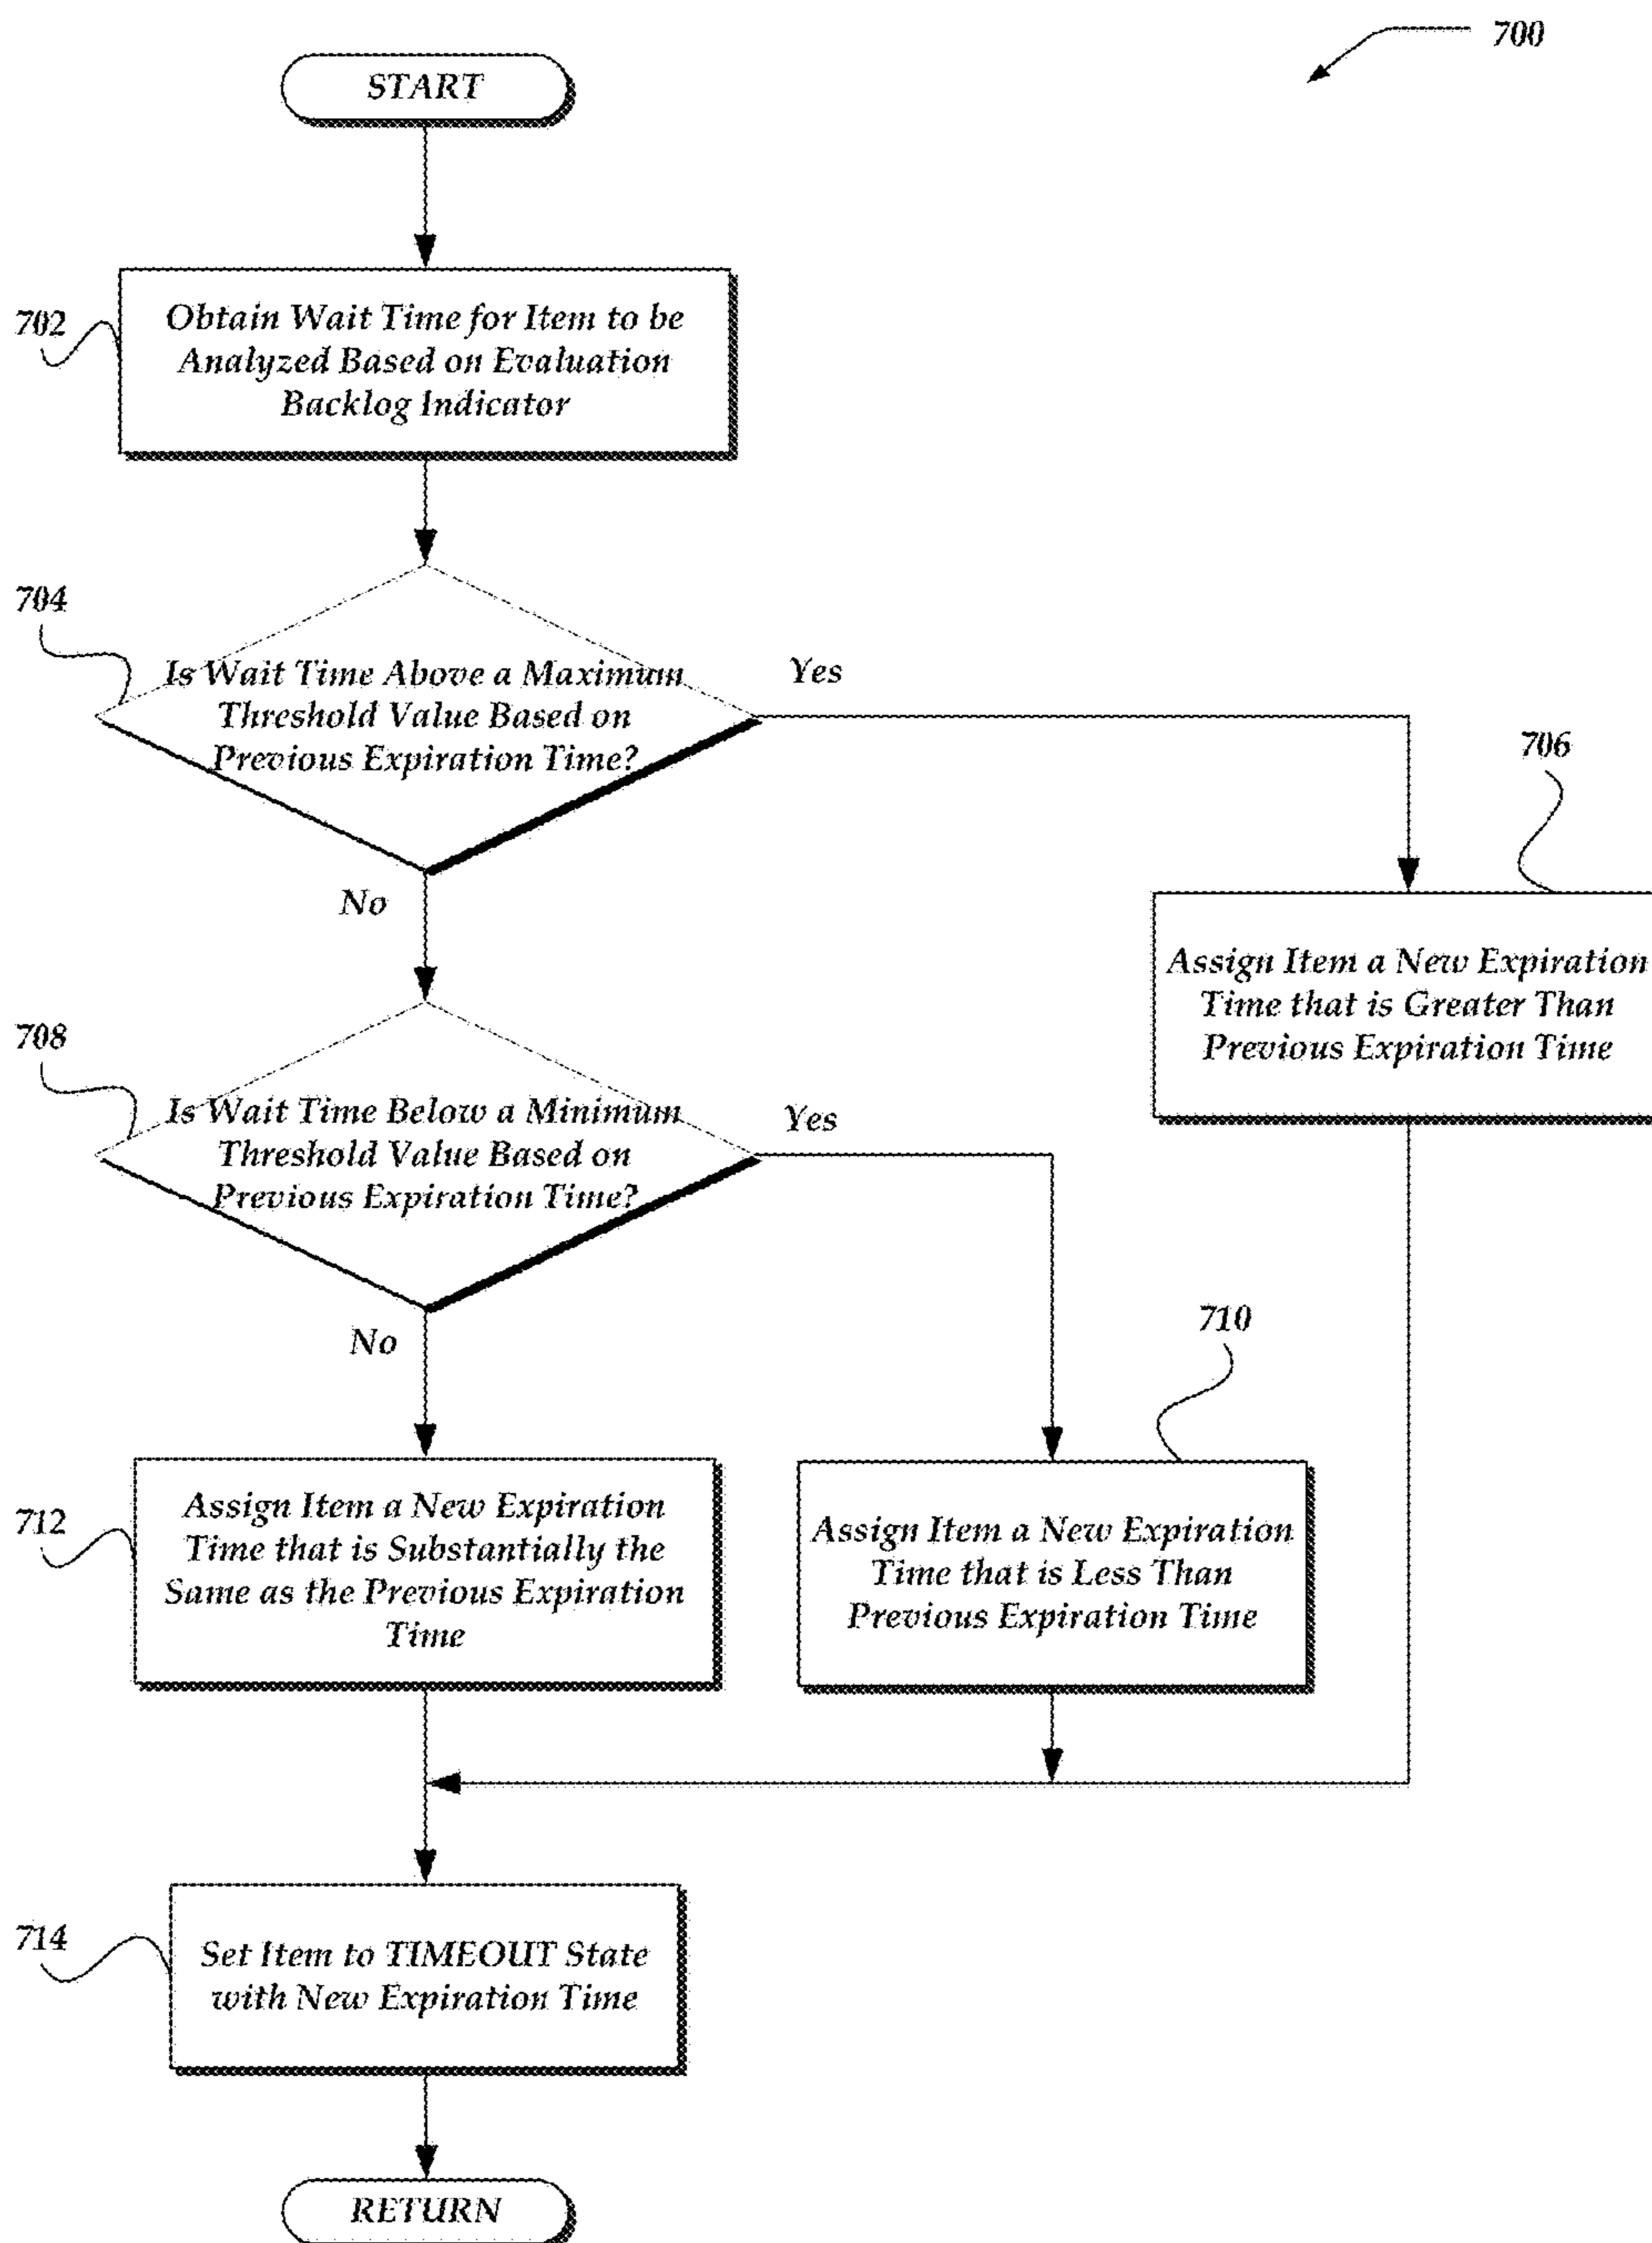 700
START
702
Obtain Wait Time for Item to be
Analyzed Based on Evaluation
Backlog Indicator
704
Is Wait Time Above a Maximum
Threshold Value Based on
Previous Expiration Time?
Yes
No
706
Assign Item a New Expiration
Time that is Greater Than
Previous Expiration Time
708
Is Wait Time Below a Minimum
Threshold Value Based on
Previous Expiration Time?
Yes
No
710
Assign Item a New Expiration
Time that is Less Than
Previous Expiration Time
712
Assign Item a New Expiration
Time that is Substantially the
Same as the Previous Expiration
Time
714
Set Item to TIMEOUT State
with New Expiration Time
RETURN